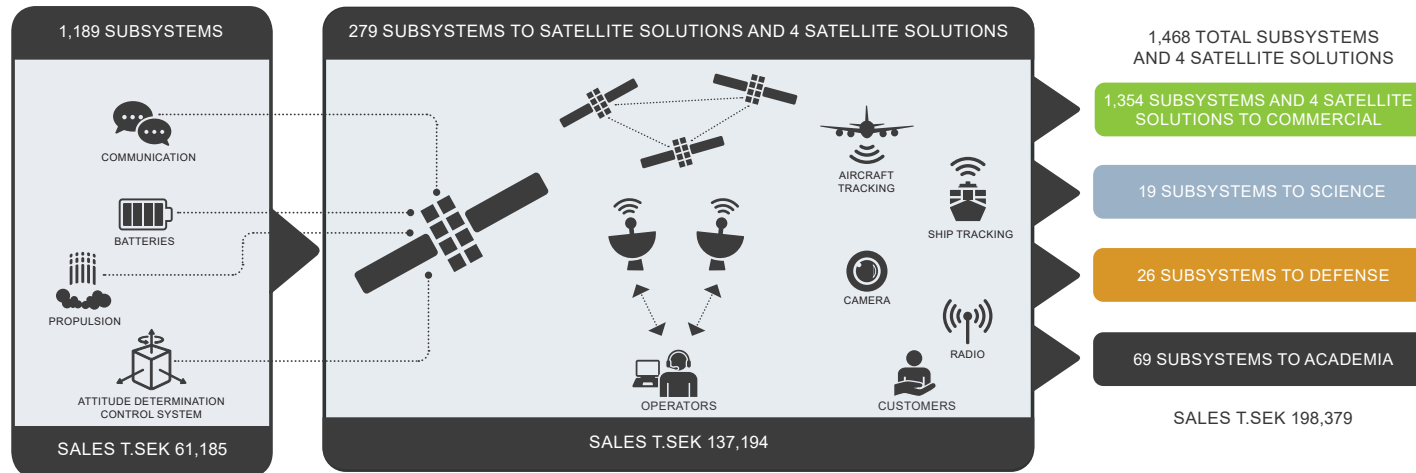 1,189 SUBSYSTEMS
COMMUNICATION
BATTERIES
PROPULSION
ATTITUDE DETERMINATION
CONTROL SYSTEM
SALES T.SEK 61,185
279 SUBSYSTEMS TO SATELLITE SOLUTIONS AND 4 SATELLITE SOLUTIONS
AIRCRAFT
TRACKING
SHIP TRACKING
CAMERA
RADIO
OPERATORS
CUSTOMERS
SALES T.SEK 137,194
1,468 TOTAL SUBSYSTEMS
AND 4 SATELLITE SOLUTIONS
1,354 SUBSYSTEMS AND 4 SATELLITE
SOLUTIONS TO COMMERCIAL
19 SUBSYSTEMS TO SCIENCE
26 SUBSYSTEMS TO DEFENSE
69 SUBSYSTEMS TO ACADEMIA
SALES T.SEK 198,379